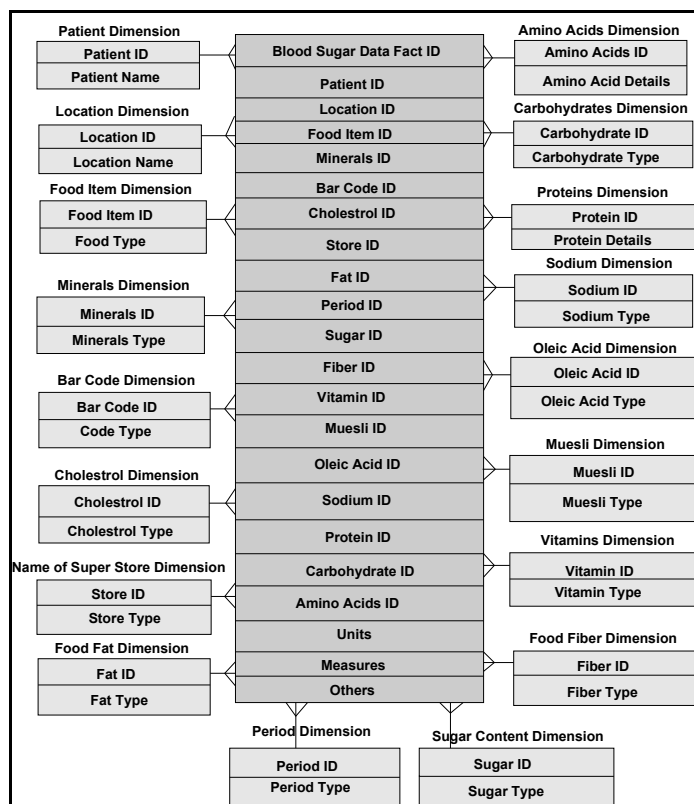 Patient Dimension
Patient ID
Patient Name
Location Dimension
Location ID
Location Name
Food Item Dimension
Food Item ID
Food Type
Minerals Dimension
Minerals ID
Minerals Type
Bar Code Dimension
Bar Code ID
Code Type
Cholestrol Dimension
Cholestrol ID
Cholestrol Type
Name of Super Store Dimension
Store ID
Store Type
Food Fat Dimension
Fat ID
Fat Type
Blood Sugar Data Fact ID
Patient ID
Location ID
Food Item ID
Minerals ID
Bar Code ID
Cholestrol ID
Store ID
Fat ID
Period ID
Sugar ID
Fiber ID
Vitamin ID
Muesli ID
Oleic Acid ID
Sodium ID
Protein ID
Carbohydrate ID
Amino Acids ID
Units
Measures
Others
Amino Acids Dimension
Amino Acids ID
Amino Acid Details
Carbohydrates Dimension
Carbohydrate ID
Carbohydrate Type
Proteins Dimension
Protein ID
Protein Details
Sodium Dimension
Sodium ID
Sodium Type
Oleic Acid Dimension
Oleic Acid ID
Oleic Acid Type
Muesli Dimension
Muesli ID
Muesli Type
Vitamins Dimension
Vitamin ID
Vitamin Type
Food Fiber Dimension
Fiber ID
Fiber Type
Period Dimension
Period ID
Period Type
Sugar Content Dimension
Sugar ID
Sugar Type